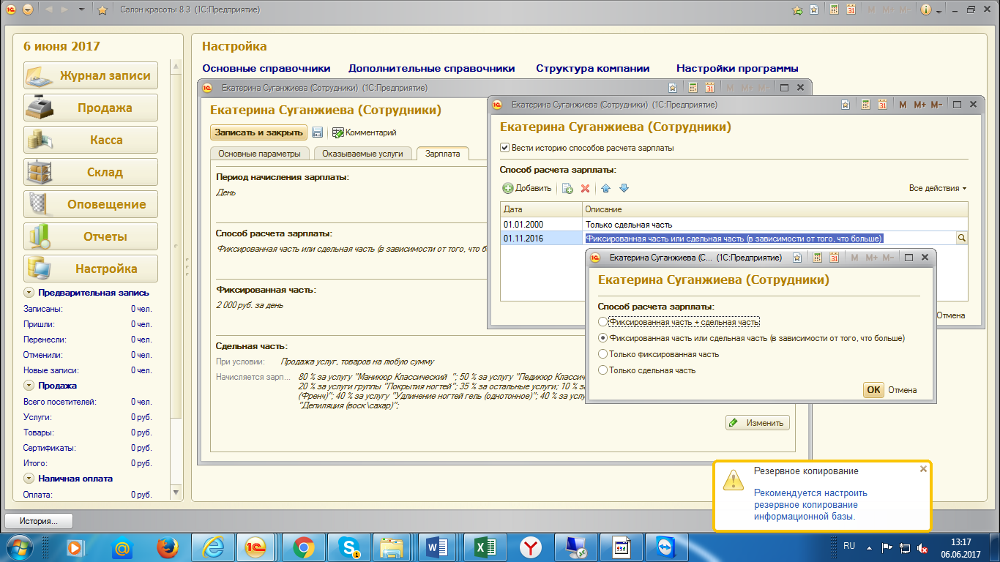 Салон красоты 8.3 (1С:Предприятие)
M M+ M-
6 июня 2017
Журнал записи
Продажа
Касса
Склад
Оповещение
Отчеты
Настройка
Предварительная запись
Записаны: 0 чел.
Пришли: 0 чел.
Перенесли: 0 чел.
Отменили: 0 чел.
Новые записи: 0 чел.
Продажа
Всего посетителей: 0 чел.
Услуги: 0 руб.
Товары: 0 руб.
Сертификаты: 0 руб.
Итого: 0 руб.
Наличная оплата
Оплата: 0 руб.
История...
Настройка
Основные справочники Дополнительные справочники Структура компании Настройки программы
Екатерина Суганжиева (Сотрудники) (1С:Предприятие)
M M+ M-
Екатерина Суганжиева (Сотрудники)
Записать и закрыть Комментарий
Основные параметры Оказываемые услуги Зарплата
Период начисления зарплаты:
День
Способ расчета зарплаты:
Фиксированная часть или сдельная часть (в зависимости от того, что б
Фиксированная часть:
2 000 руб. за день
Сдельная часть:
При условии: Продажа услуг, товаров на любую сумму
Начисляется зарп... 80 % за услугу "Маникюр Классический "; 50 % за услугу "Педикюр Классич
20 % за услуги группы "Покрытия ногтей"; 35 % за остальные услуги; 10 % з
(Френч)"; 40 % за услугу "Удлинение ногтей гель (однотонное)"; 40 % за услу
"Депиляция (воск\сахар)";
Изменить
Екатерина Суганжиева (Сотрудники) (1С:Предприятие)
M M+ M-
Екатерина Суганжиева (Сотрудники)
Вести историю способов расчета зарплаты
Способ расчета зарплаты:
Добавить Все действия
Дата Описание
01.01.2000 Только сдельная часть
01.11.2016 Фиксированная часть или сдельная часть (в зависимости от того, что больше)
Отмена
Екатерина Суганжиева (С... (1С:Предприятие)
M M+ M-
Екатерина Суганжиева (Сотрудники)
Способ расчета зарплаты:
Фиксированная часть + сдельная часть
Фиксированная часть или сдельная часть (в зависимости от того, что больше)
Только фиксированная часть
Только сдельная часть
OK Отмена
Резервное копирование
Рекомендуется настроить
резервное копирование
информационной базы.
RU
13:17
06.06.2017